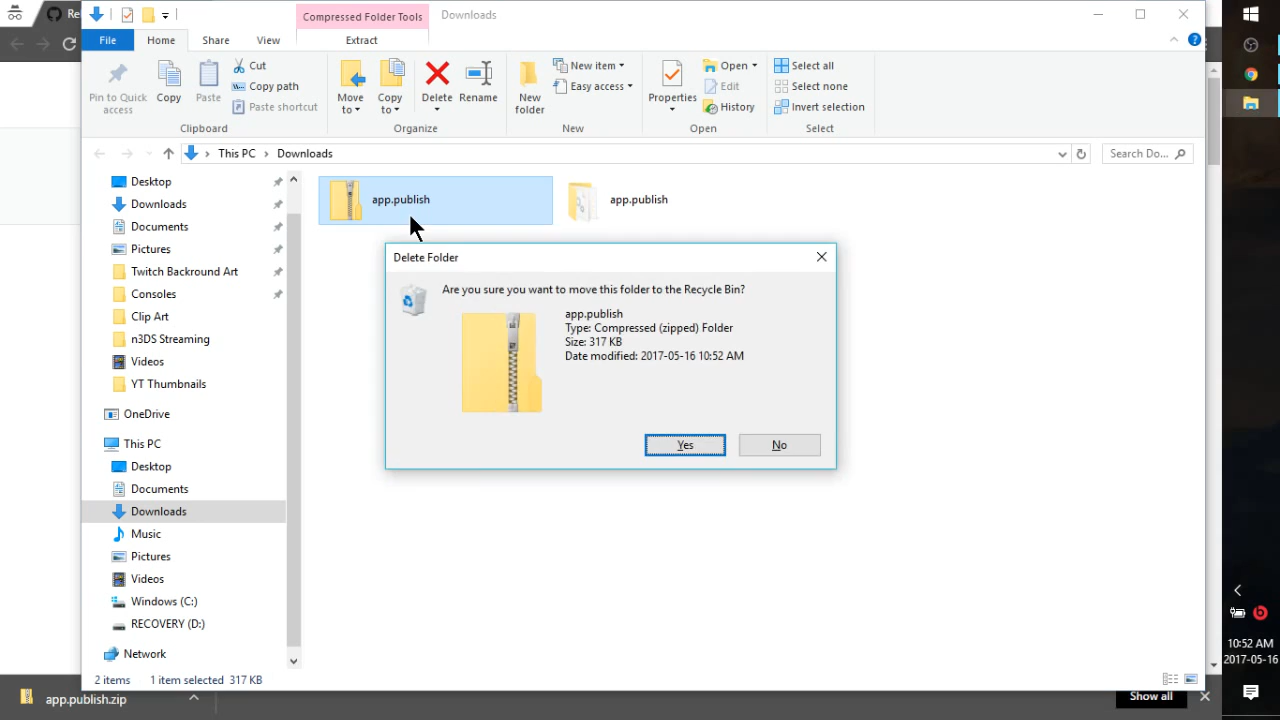 Re
Compressed Folder Tools
Downloads
File
Home
Share
View
Extract
Pin to Quick access
Copy
Paste
Cut
Copy path
Paste shortcut
Move to
Copy to
Delete
Rename
New folder
New item
Easy access
Properties
Open
Edit
History
Select all
Select none
Invert selection
Clipboard
Organize
New
Open
Select
This PC > Downloads
Search Do...
Desktop
Downloads
Documents
Pictures
Twitch Backround Art
Consoles
Clip Art
n3DS Streaming
Videos
YT Thumbnails
OneDrive
This PC
Desktop
Documents
Downloads
Music
Pictures
Videos
Windows (C:)
RECOVERY (D:)
Network
app.publish
app.publish
Delete Folder
Are you sure you want to move this folder to the Recycle Bin?
app.publish
Type: Compressed (zipped) Folder
Size: 317 KB
Date modified: 2017-05-16 10:52 AM
Yes
No
2 items
1 item selected 317 KB
app.publish.zip
Show all
10:52 AM
2017-05-16